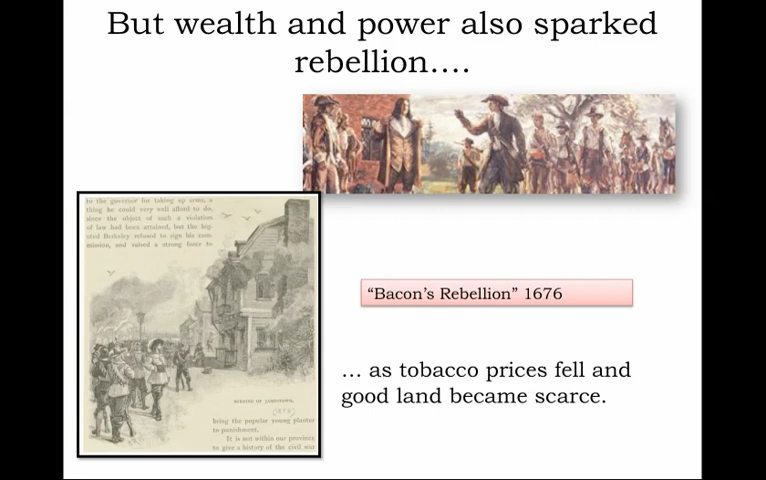 But wealth and power also sparked
rebellion….
to the governor for taking up arms, a
thing he could very well afford to do,
since the object of such a violation
of law had been attained, but the
Berkeley refused to sign his com-
mission, and raised a strong force to
“Bacon’s Rebellion” 1676
… as tobacco prices fell and
good land became scarce.
BURNING OF JAMESTOWN.
being the popular young planter
to punishment.
It is not within our province
to give a history of the civil war